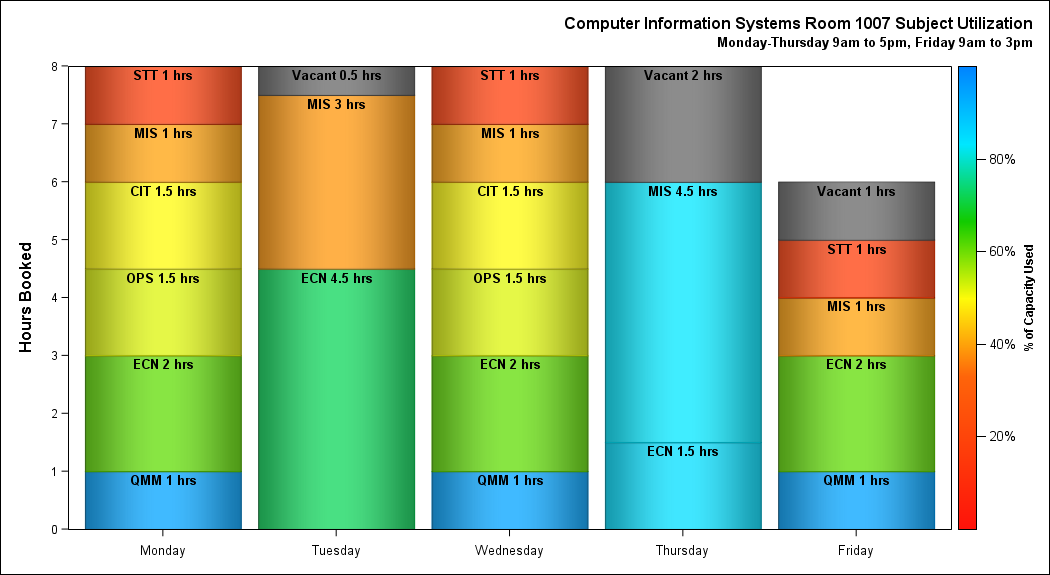 Computer Information Systems Room 1007 Subject Utilization
Monday-Thursday 9am to 5pm, Friday 9am to 3pm
Hours Booked
8
7
6
5
4
3
2
1
0
STT 1 hrs
MIS 1 hrs
CIT 1.5 hrs
OPS 1.5 hrs
ECN 2 hrs
QMM 1 hrs
Vacant 0.5 hrs
MIS 3 hrs
ECN 4.5 hrs
STT 1 hrs
MIS 1 hrs
CIT 1.5 hrs
OPS 1.5 hrs
ECN 2 hrs
QMM 1 hrs
Vacant 2 hrs
MIS 4.5 hrs
ECN 1.5 hrs
Vacant 1 hrs
STT 1 hrs
MIS 1 hrs
ECN 2 hrs
QMM 1 hrs
Monday
Tuesday
Wednesday
Thursday
Friday
80%
60%
40%
20%
% of Capacity Used